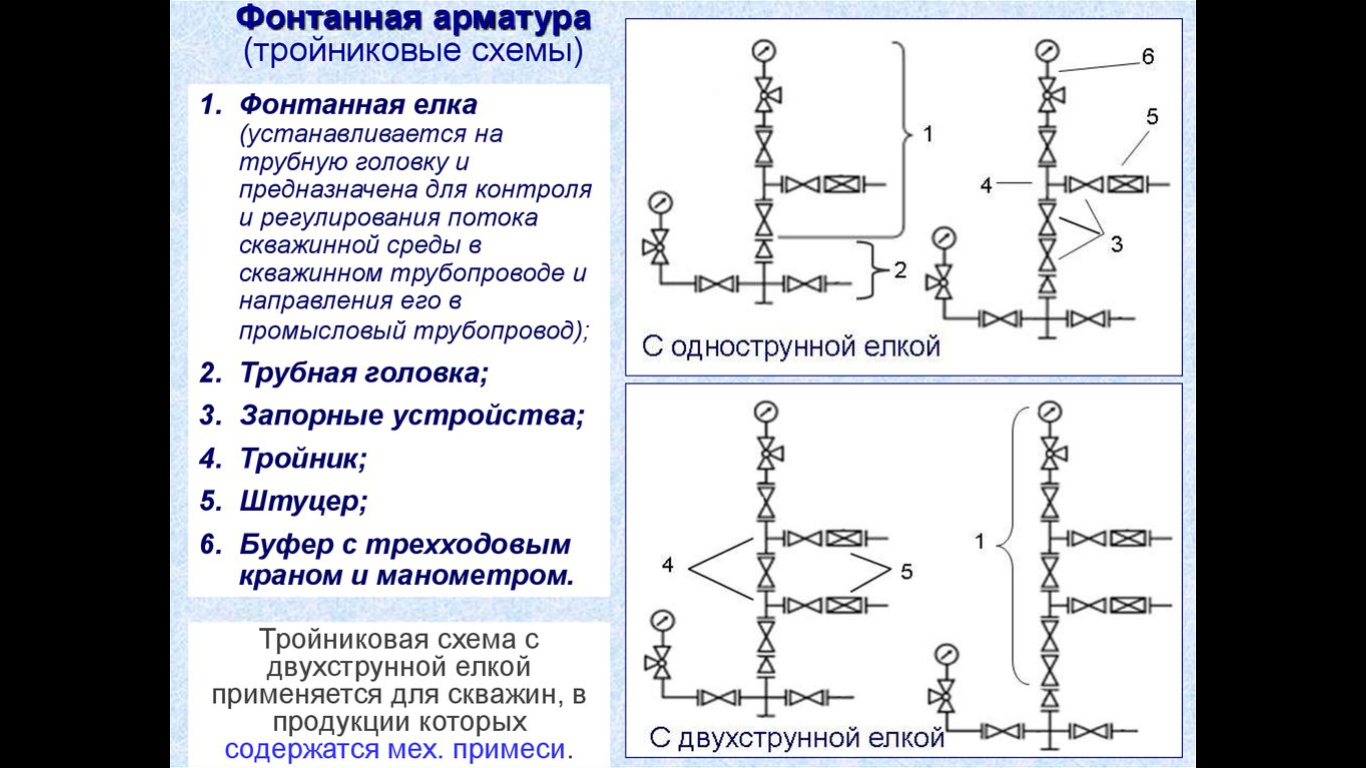 Фонтанная арматура
(тройниковые схемы)
1. Фонтанная елка
(устанавливается на
трубную головку и
предназначена для контроля
и регулирования потока
скважинной среды в
скважинном трубопроводе и
направления его в
промысловый трубопровод);
2. Трубная головка;
3. Запорные устройства;
4. Тройник;
5. Штуцер;
6. Буфер с трехходовым
краном и манометром.
Тройниковая схема с
двухструнной елкой
применяется для скважин, в
продукции которых
содержатся мех. примеси.
1
2
6
5
4
3
С однострунной елкой
4
5
1
С двухструнной елкой